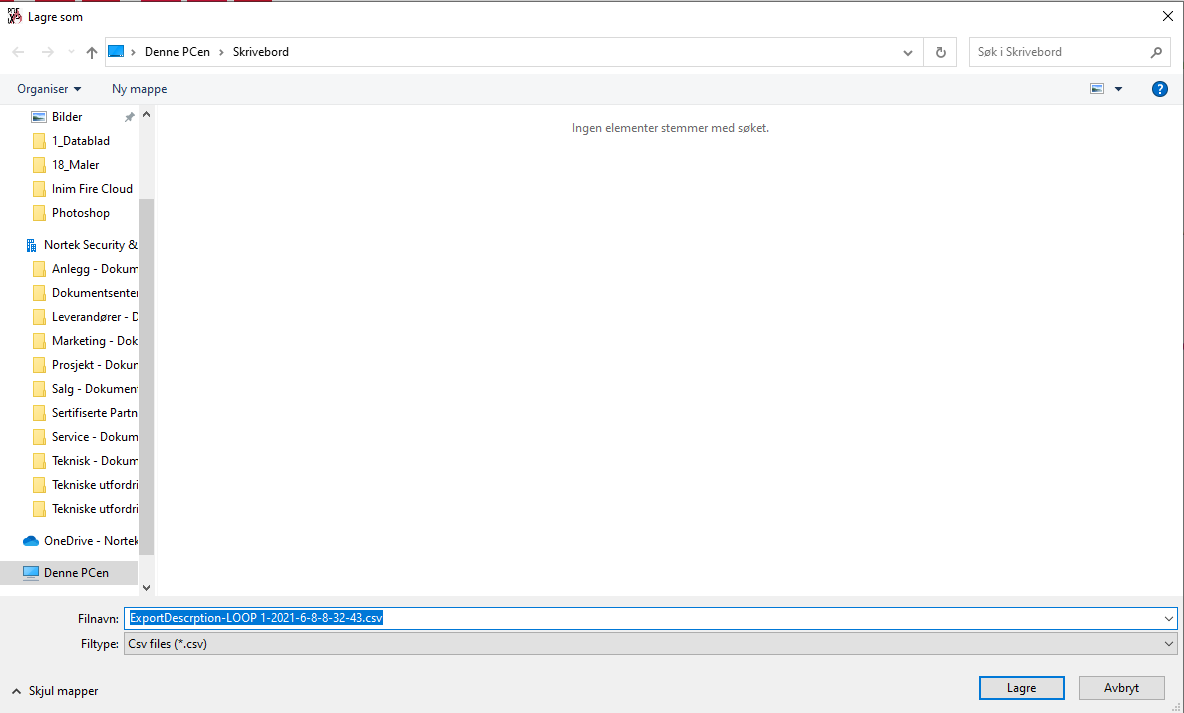 Lagre som
Denne PCen
Skrivebord
Søk i Skrivebord
Organiser
Ny mappe
?
Bilder
1_Datablad
18_Maler
Inim Fire Cloud
Photoshop
Nortek Security &
Anlegg - Dokum
Dokumentsenter
Leverandører - D
Marketing - Dok
Prosjekt - Dokum
Salg - Dokument
Sertifiserte Partn
Service - Dokum
Teknisk - Dokum
Tekniske utfordri
Tekniske utfordri
OneDrive - Nortek
Denne PCen
Ingen elementer stemmer med søket.
Filnavn:
ExportDescrption-LOOP 1-2021-6-8-8-32-43.csv
Filtype:
Csv files (*.csv)
Skjul mapper
Lagre
Avbryt